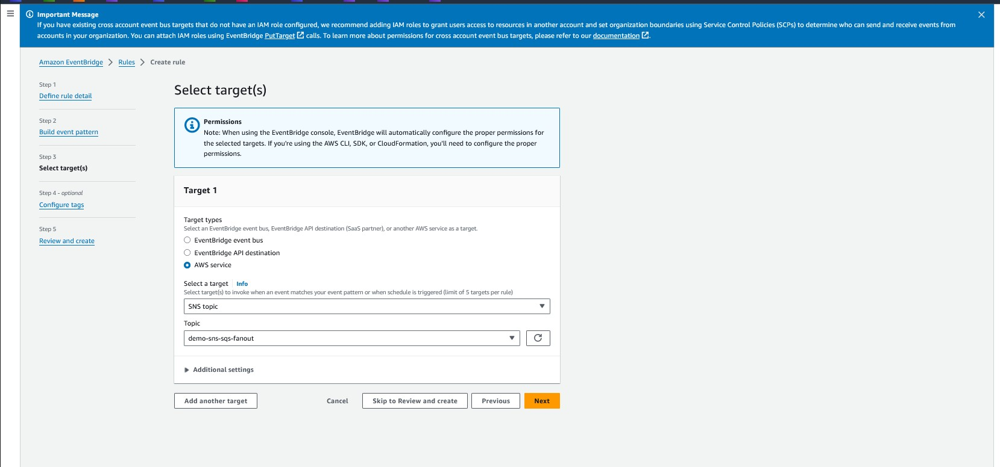 Important Message
If you have existing cross account event bus targets that do not have an IAM role configured, we recommend adding IAM roles to grant users access to resources in another account and set organization boundaries using Service Control Policies (SCPs) to determine who can send and receive events from
accounts in your organization. You can attach IAM roles using EventBridge PutTarget calls. To learn more about permissions for cross account event bus targets, please refer to our documentation.
Amazon EventBridge > Rules > Create rule
Step 1
Define rule detail
Step 2
Build event pattern
Step 3
Select target(s)
Step 4 - optional
Configure tags
Step 5
Review and create
Select target(s)
Permissions
Note: When using the EventBridge console, EventBridge will automatically configure the proper permissions for
the selected targets. If you're using the AWS CLI, SDK, or CloudFormation, you'll need to configure the proper
permissions.
Target 1
Target types
Select an EventBridge event bus, EventBridge API destination (SaaS partner), or another AWS service as a target.
EventBridge event bus
EventBridge API destination
AWS service
Select a target Info
Select target(s) to invoke when an event matches your event pattern or when schedule is triggered (limit of 5 targets per rule)
SNS topic
Topic
demo-sns-sqs-fanout
Additional settings
Add another target Cancel Skip to Review and create Previous Next